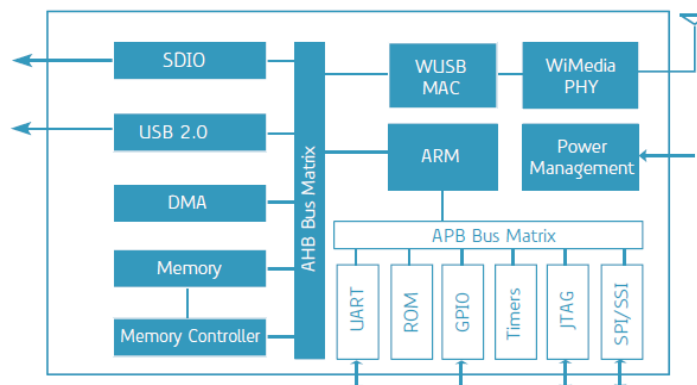 SDIO
USB 2.0
DMA
Memory
Memory Controller
AHB Bus Matrix
WUSB
MAC
WiMedia
PHY
ARM
Power
Management
APB Bus Matrix
UART
ROM
GPIO
Timers
JTAG
SPI/SSI